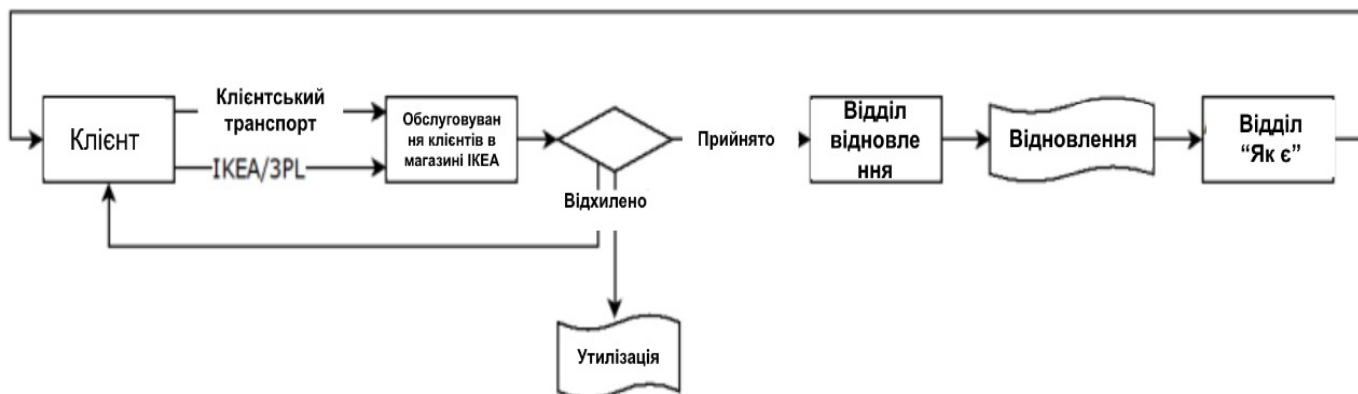 Клієнт
Клієнтський
транспорт
IKEA/3PL
Обслуговуван
ня клієнтів в
магазині IKEA
Прийнято
Відхилено
Утилізація
Відділ
відновле
ння
Відновлення
Відділ
“Як є”